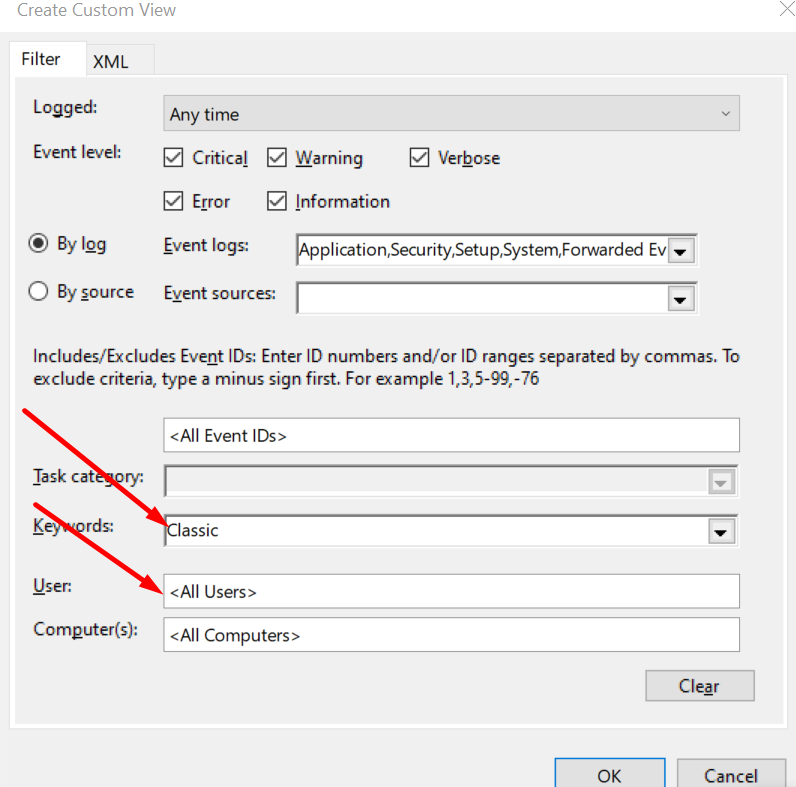 Create Custom View
Filter
XML
Logged:
Any time
Event level:
Critical
Warning
Verbose
Error
Information
By log
Event logs:
Application,Security,Setup,System,Forwarded Ev
By source
Event sources:
Includes/Excludes Event IDs: Enter ID numbers and/or ID ranges separated by commas. To
exclude criteria, type a minus sign first. For example 1,3,5-99,-76
<All Event IDs>
Task category:
Keywords:
Classic
User:
<All Users>
Computer(s):
<All Computers>
Clear
OK
Cancel